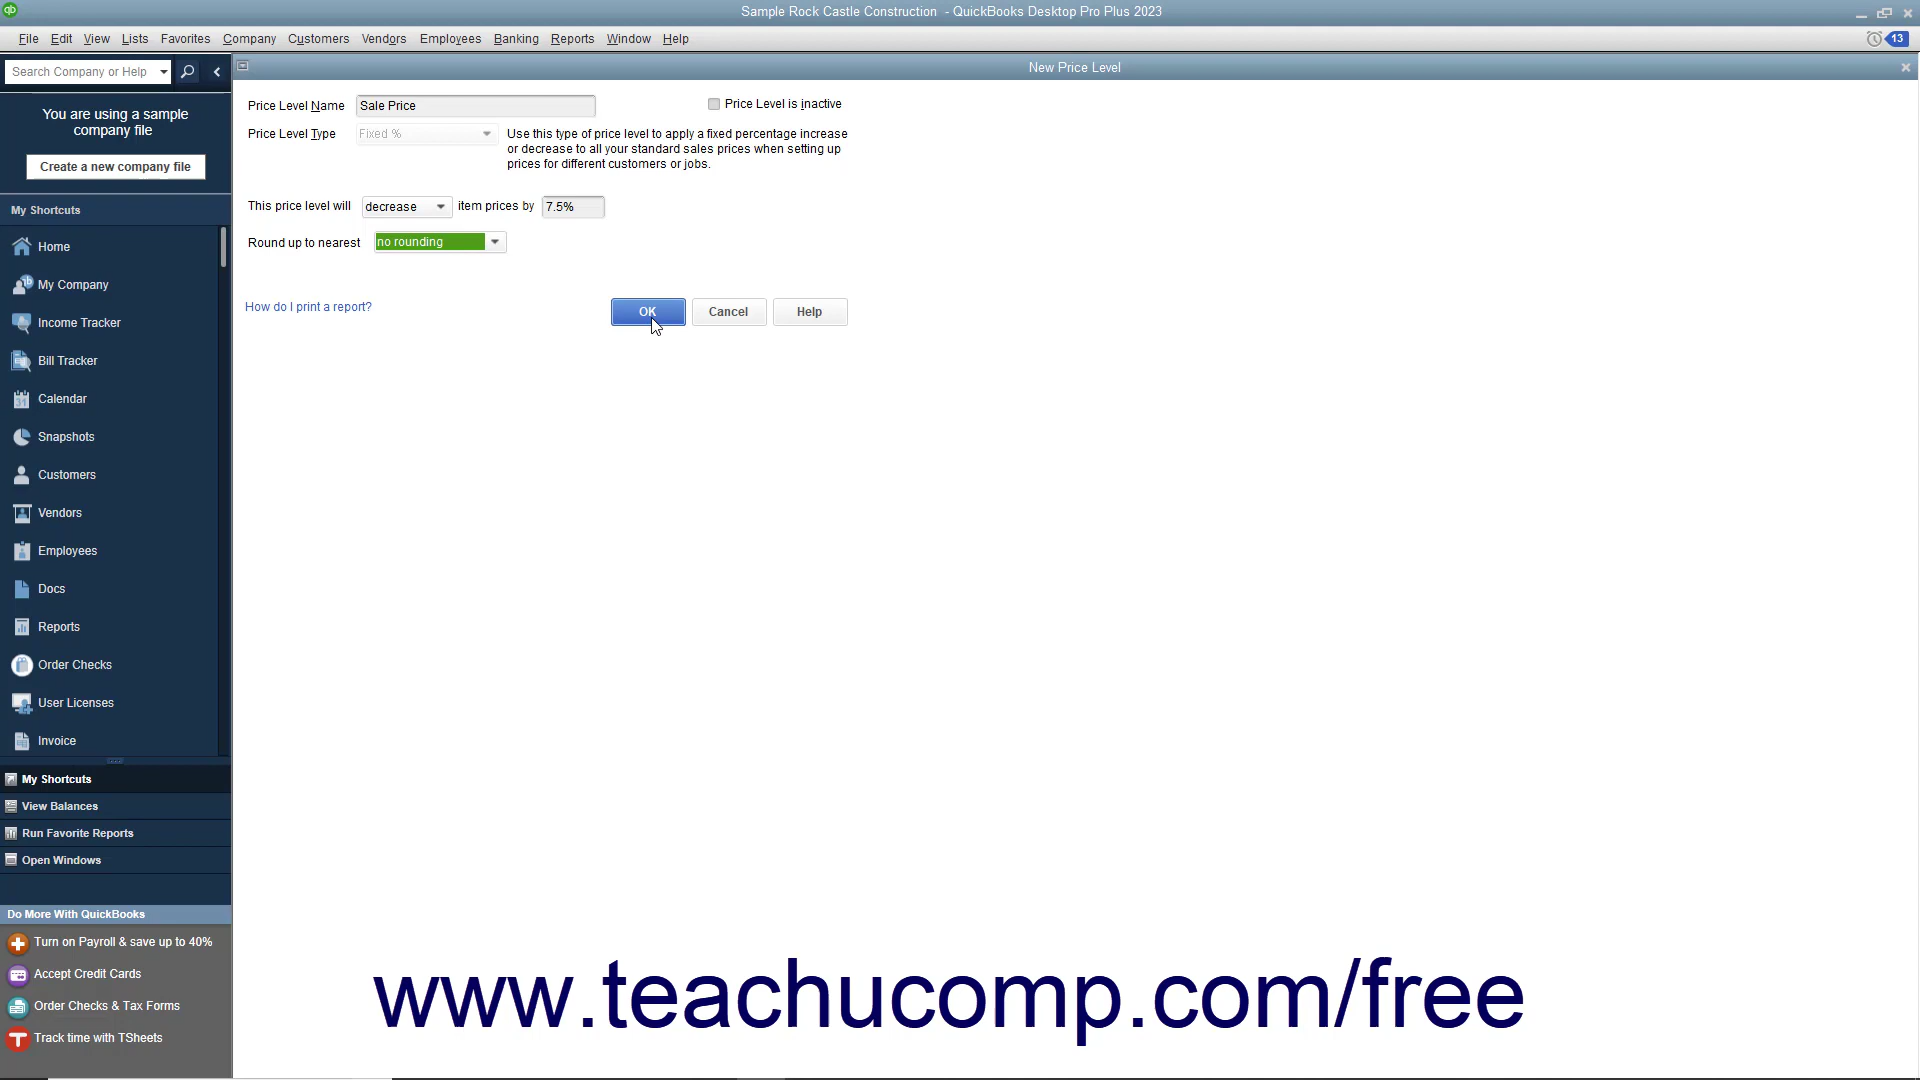 qb
Sample Rock Castle Construction - QuickBooks Desktop Pro Plus 2023
File Edit View Lists Favorites Company Customers Vendors Employees Banking Reports Window Help
13
Search Company or Help
New Price Level
You are using a sample
company file
Create a new company file
My Shortcuts
Home
My Company
Income Tracker
Bill Tracker
31
Calendar
Snapshots
Customers
Vendors
Employees
Docs
Reports
Order Checks
User Licenses
Invoice
My Shortcuts
View Balances
Run Favorite Reports
Open Windows
Do More With QuickBooks
Turn on Payroll & save up to 40%
Accept Credit Cards
Order Checks & Tax Forms
T Track time with TSheets
Price Level Name Sale Price
Price Level is inactive
Price Level Type Fixed %
Use this type of price level to apply a fixed percentage increase
or decrease to all your standard sales prices when setting up
prices for different customers or jobs.
This price level will decrease item prices by 7.5%
Round up to nearest no rounding
How do I print a report?
OK Cancel Help
www.teachucomp.com/free